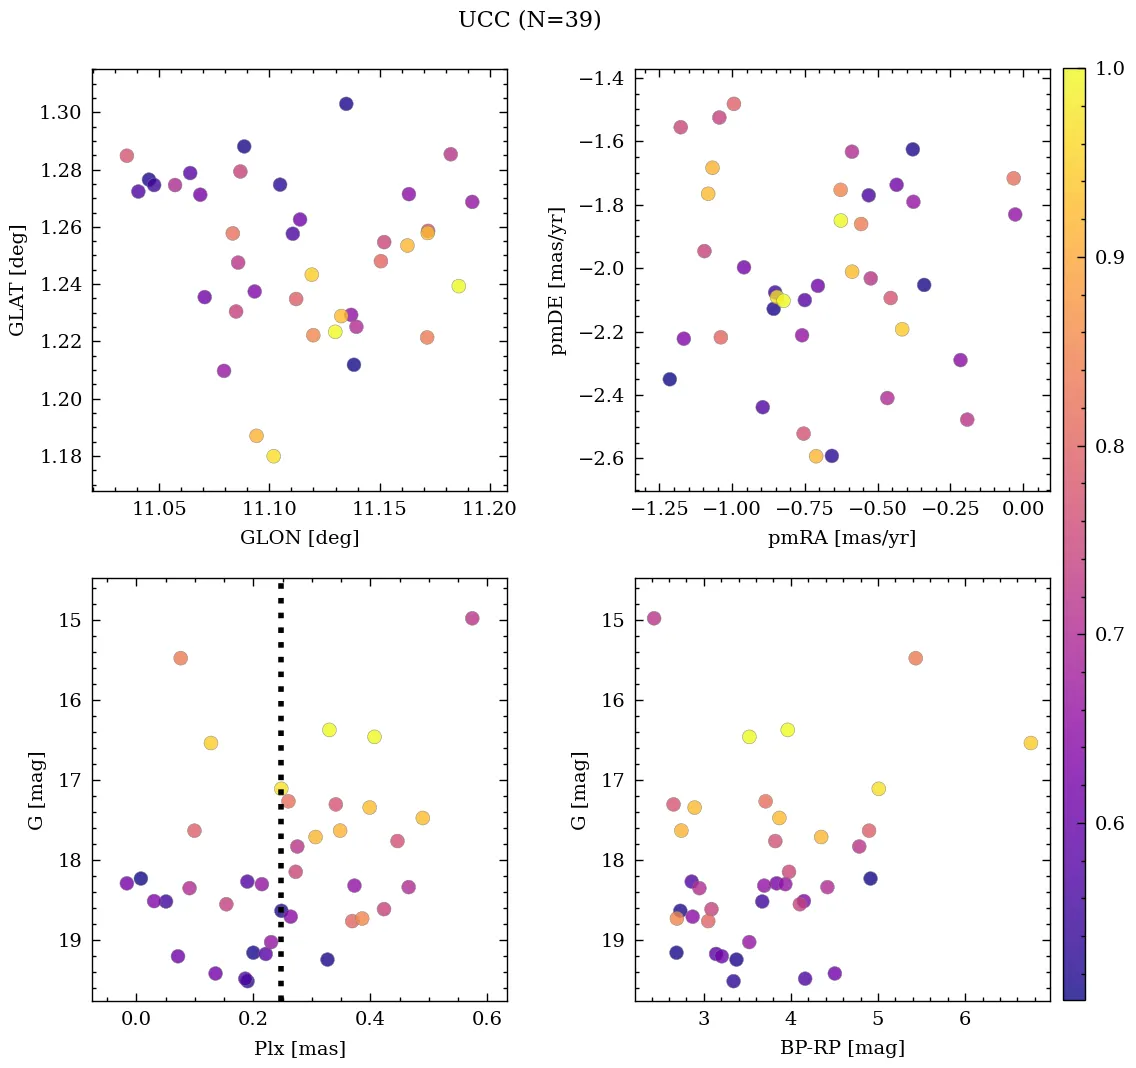 UCC (N=39)
1.30
1.28
1.26
1.24
1.22
1.20
1.18
GLAT [deg]
11.05 11.10 11.15 11.20
GLON [deg]
−1.4
−1.6
−1.8
−2.0
−2.2
−2.4
−2.6
pmDE [mas/yr]
−1.25 −1.00 −0.75 −0.50 −0.25 0.00
pmRA [mas/yr]
15
16
17
18
19
G [mag]
0.0 0.2 0.4 0.6
Plx [mas]
15
16
17
18
19
G [mag]
3 4 5 6
BP-RP [mag]
1.0
0.9
0.8
0.7
0.6